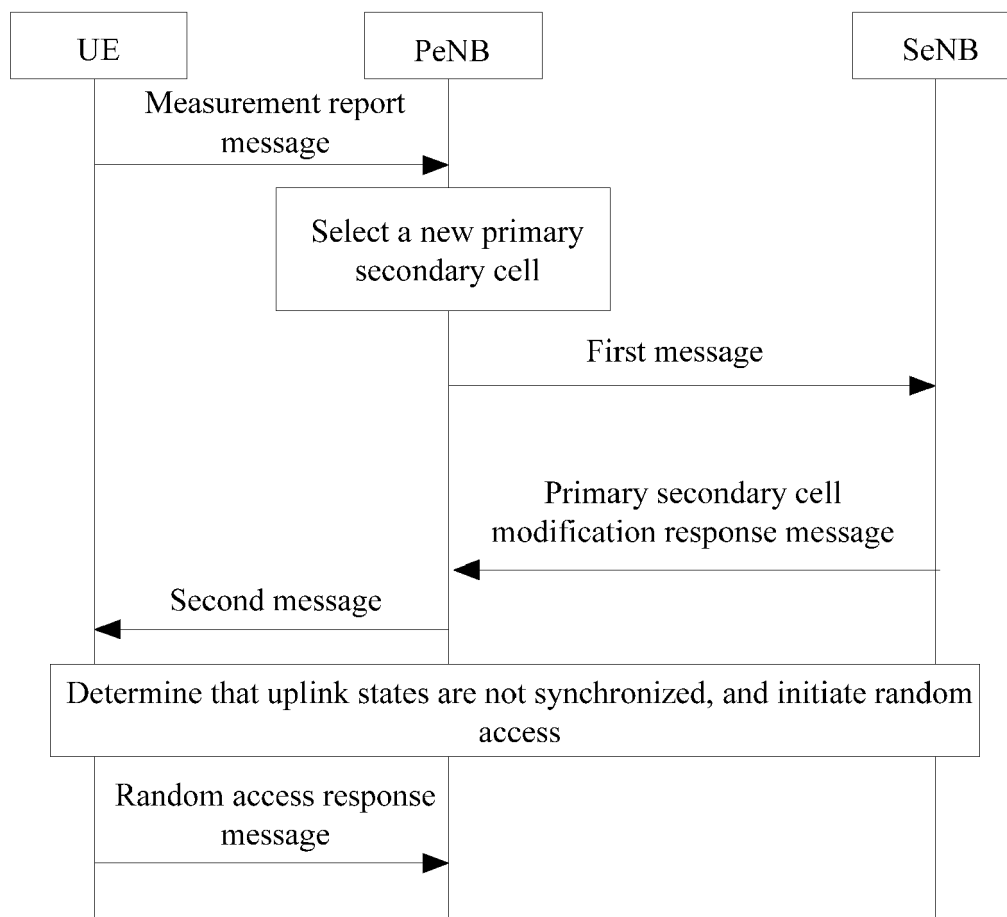 UE
PeNB
SeNB
Measurement report
message
Select a new primary
secondary cell
First message
Primary secondary cell
modification response message
Second message
Determine that uplink states are not synchronized, and initiate random
access
Random access response
message